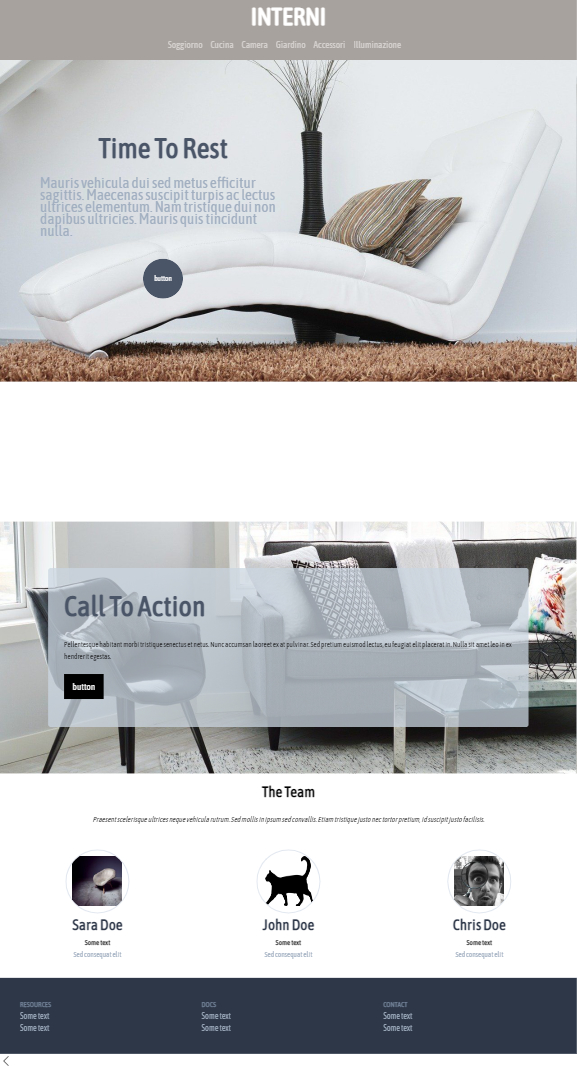 INTERNI
Soggiorno Cucina Camera Giardino Accessori Illuminazione
Time To Rest
Mauris vehicula dui sed metus efficitur
sagittis. Maecenas suscipit turpis ac lectus
ultrices elementum. Nam tristique dui non
dapibus ultricies. Mauris quis tincidunt
nulla.
button
Call To Action
Pellentesque habitant morbi tristique senectus et netus. Nunc accumsan laoreet ex at pulvinar. Sed pretium euismod lectus, eu feugiat elit placerat in. Nulla sit amet leo in ex
hendrerit egestas.
button
The Team
Praesent scelerisque ultrices neque vehicula rutrum. Sed mollis in ipsum sed convallis. Etiam tristique justo nec tortor pretium, id suscipit justo facilisis.
Sara Doe John Doe Chris Doe
Some text Some text Some text
Sed consequat elit Sed consequat elit Sed consequat elit
RESOURCES DOCS CONTACT
Some text Some text Some text
Some text Some text Some text